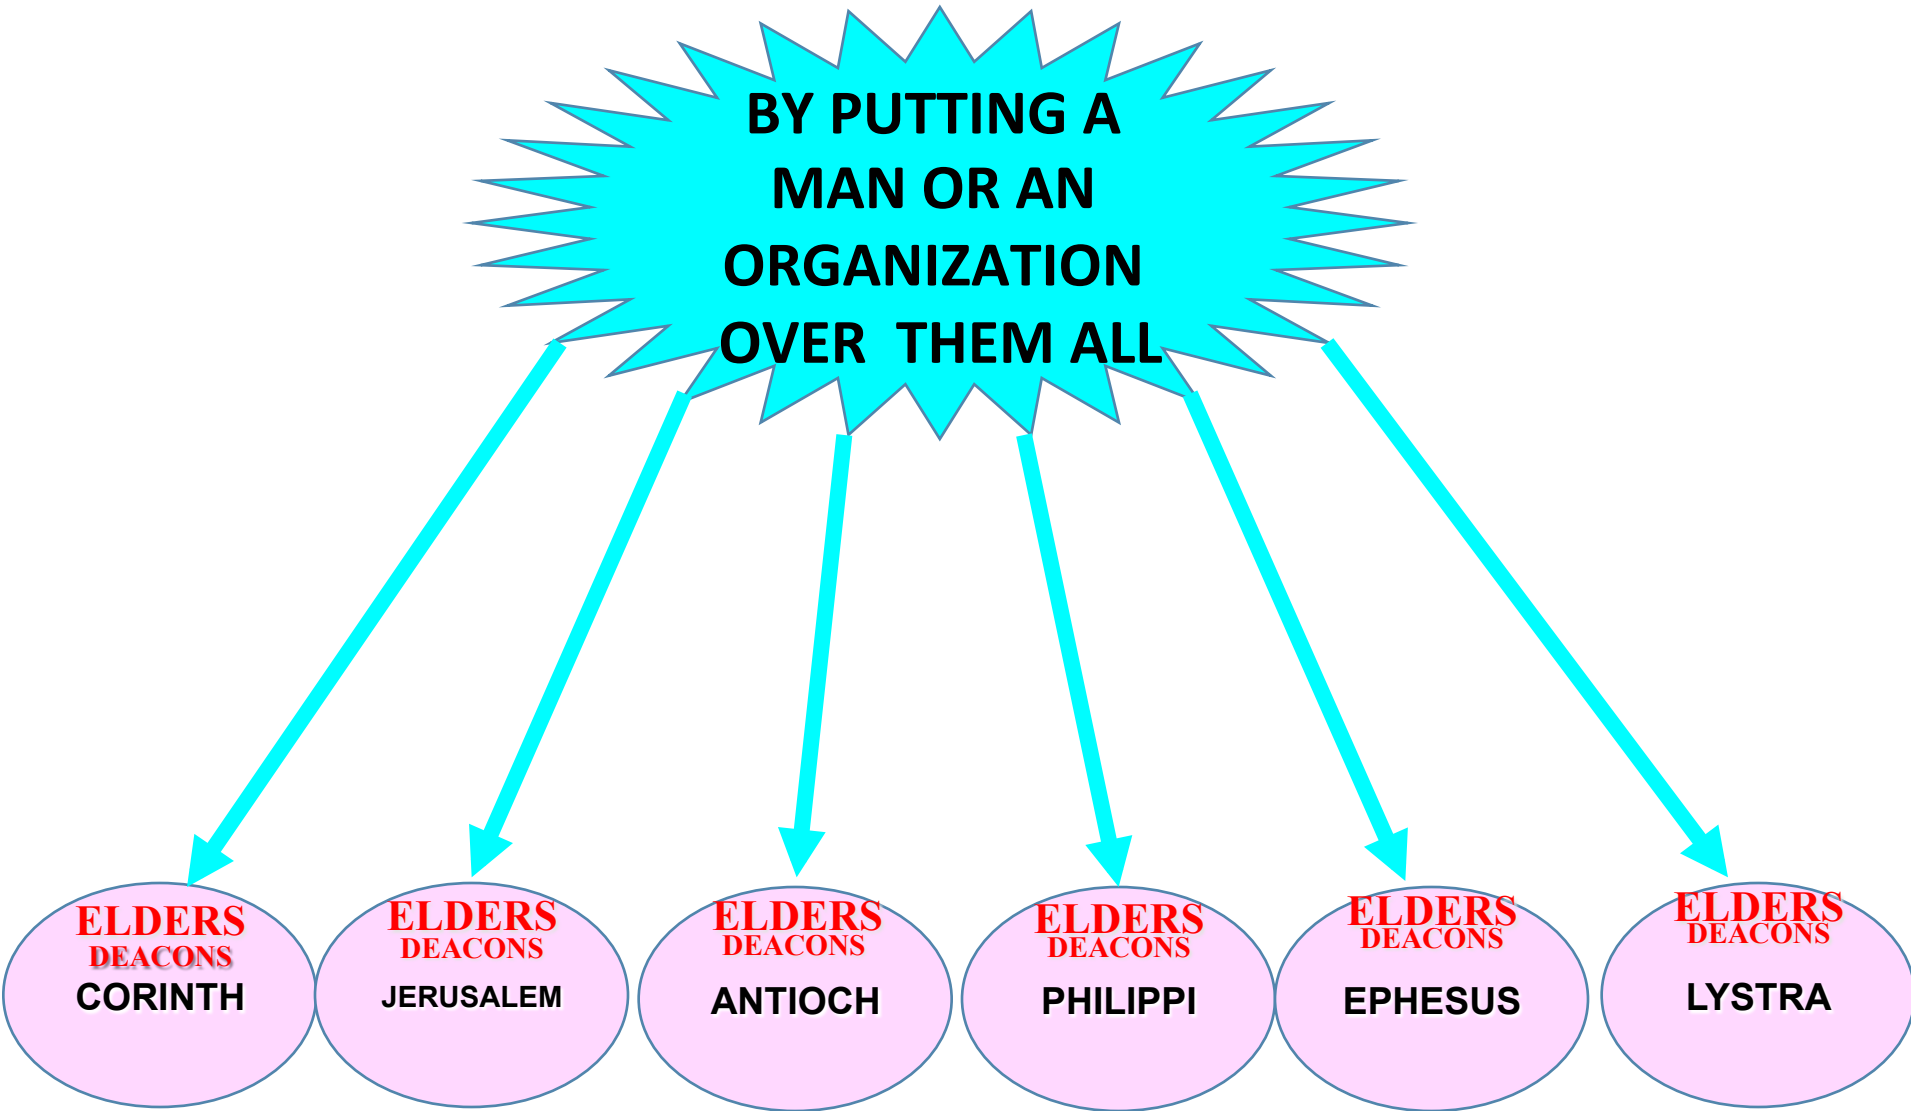 BY PUTTING A
MAN OR AN
ORGANIZATION
OVER THEM ALL
ELDERS
DEACONS
CORINTH
ELDERS
DEACONS
JERUSALEM
ELDERS
DEACONS
ANTIOCH
ELDERS
DEACONS
PHILIPPI
ELDERS
DEACONS
EPHESUS
ELDERS
DEACONS
LYSTRA